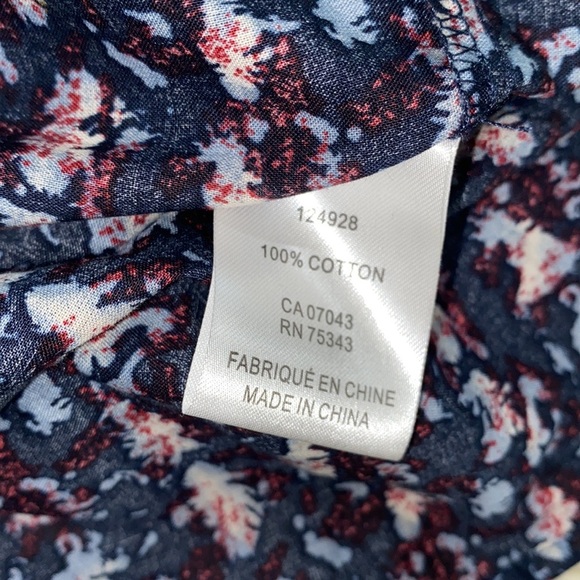 124928
100% COTTON
CA 07043
RN 75343
FABRIQUÉ EN CHINE
MADE IN CHINA